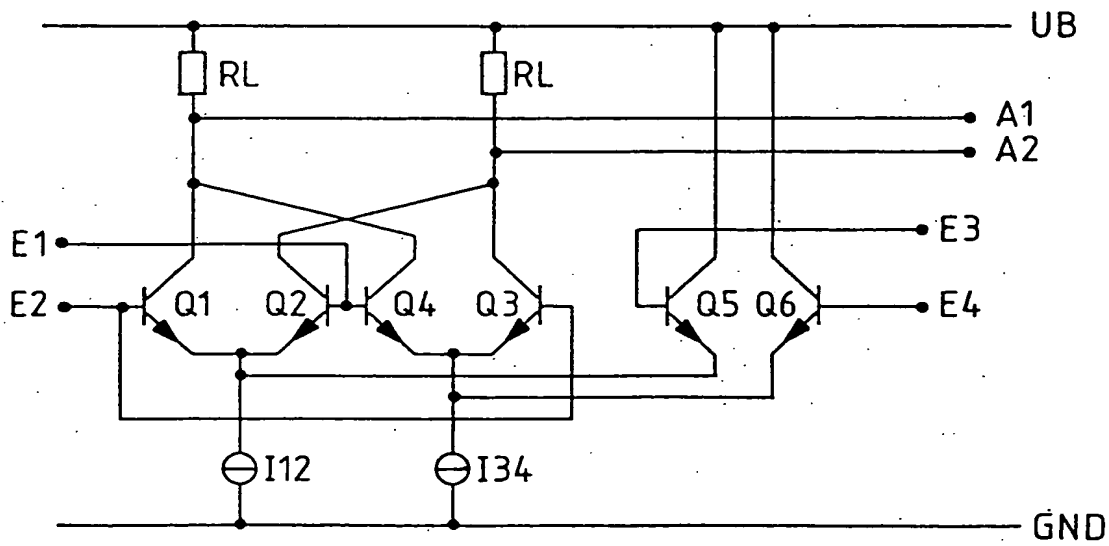 UB
RL RL
A1
A2
E1 E3
E2 Q1 Q2 Q4 Q3 Q5 Q6 E4
I12 I34
GND